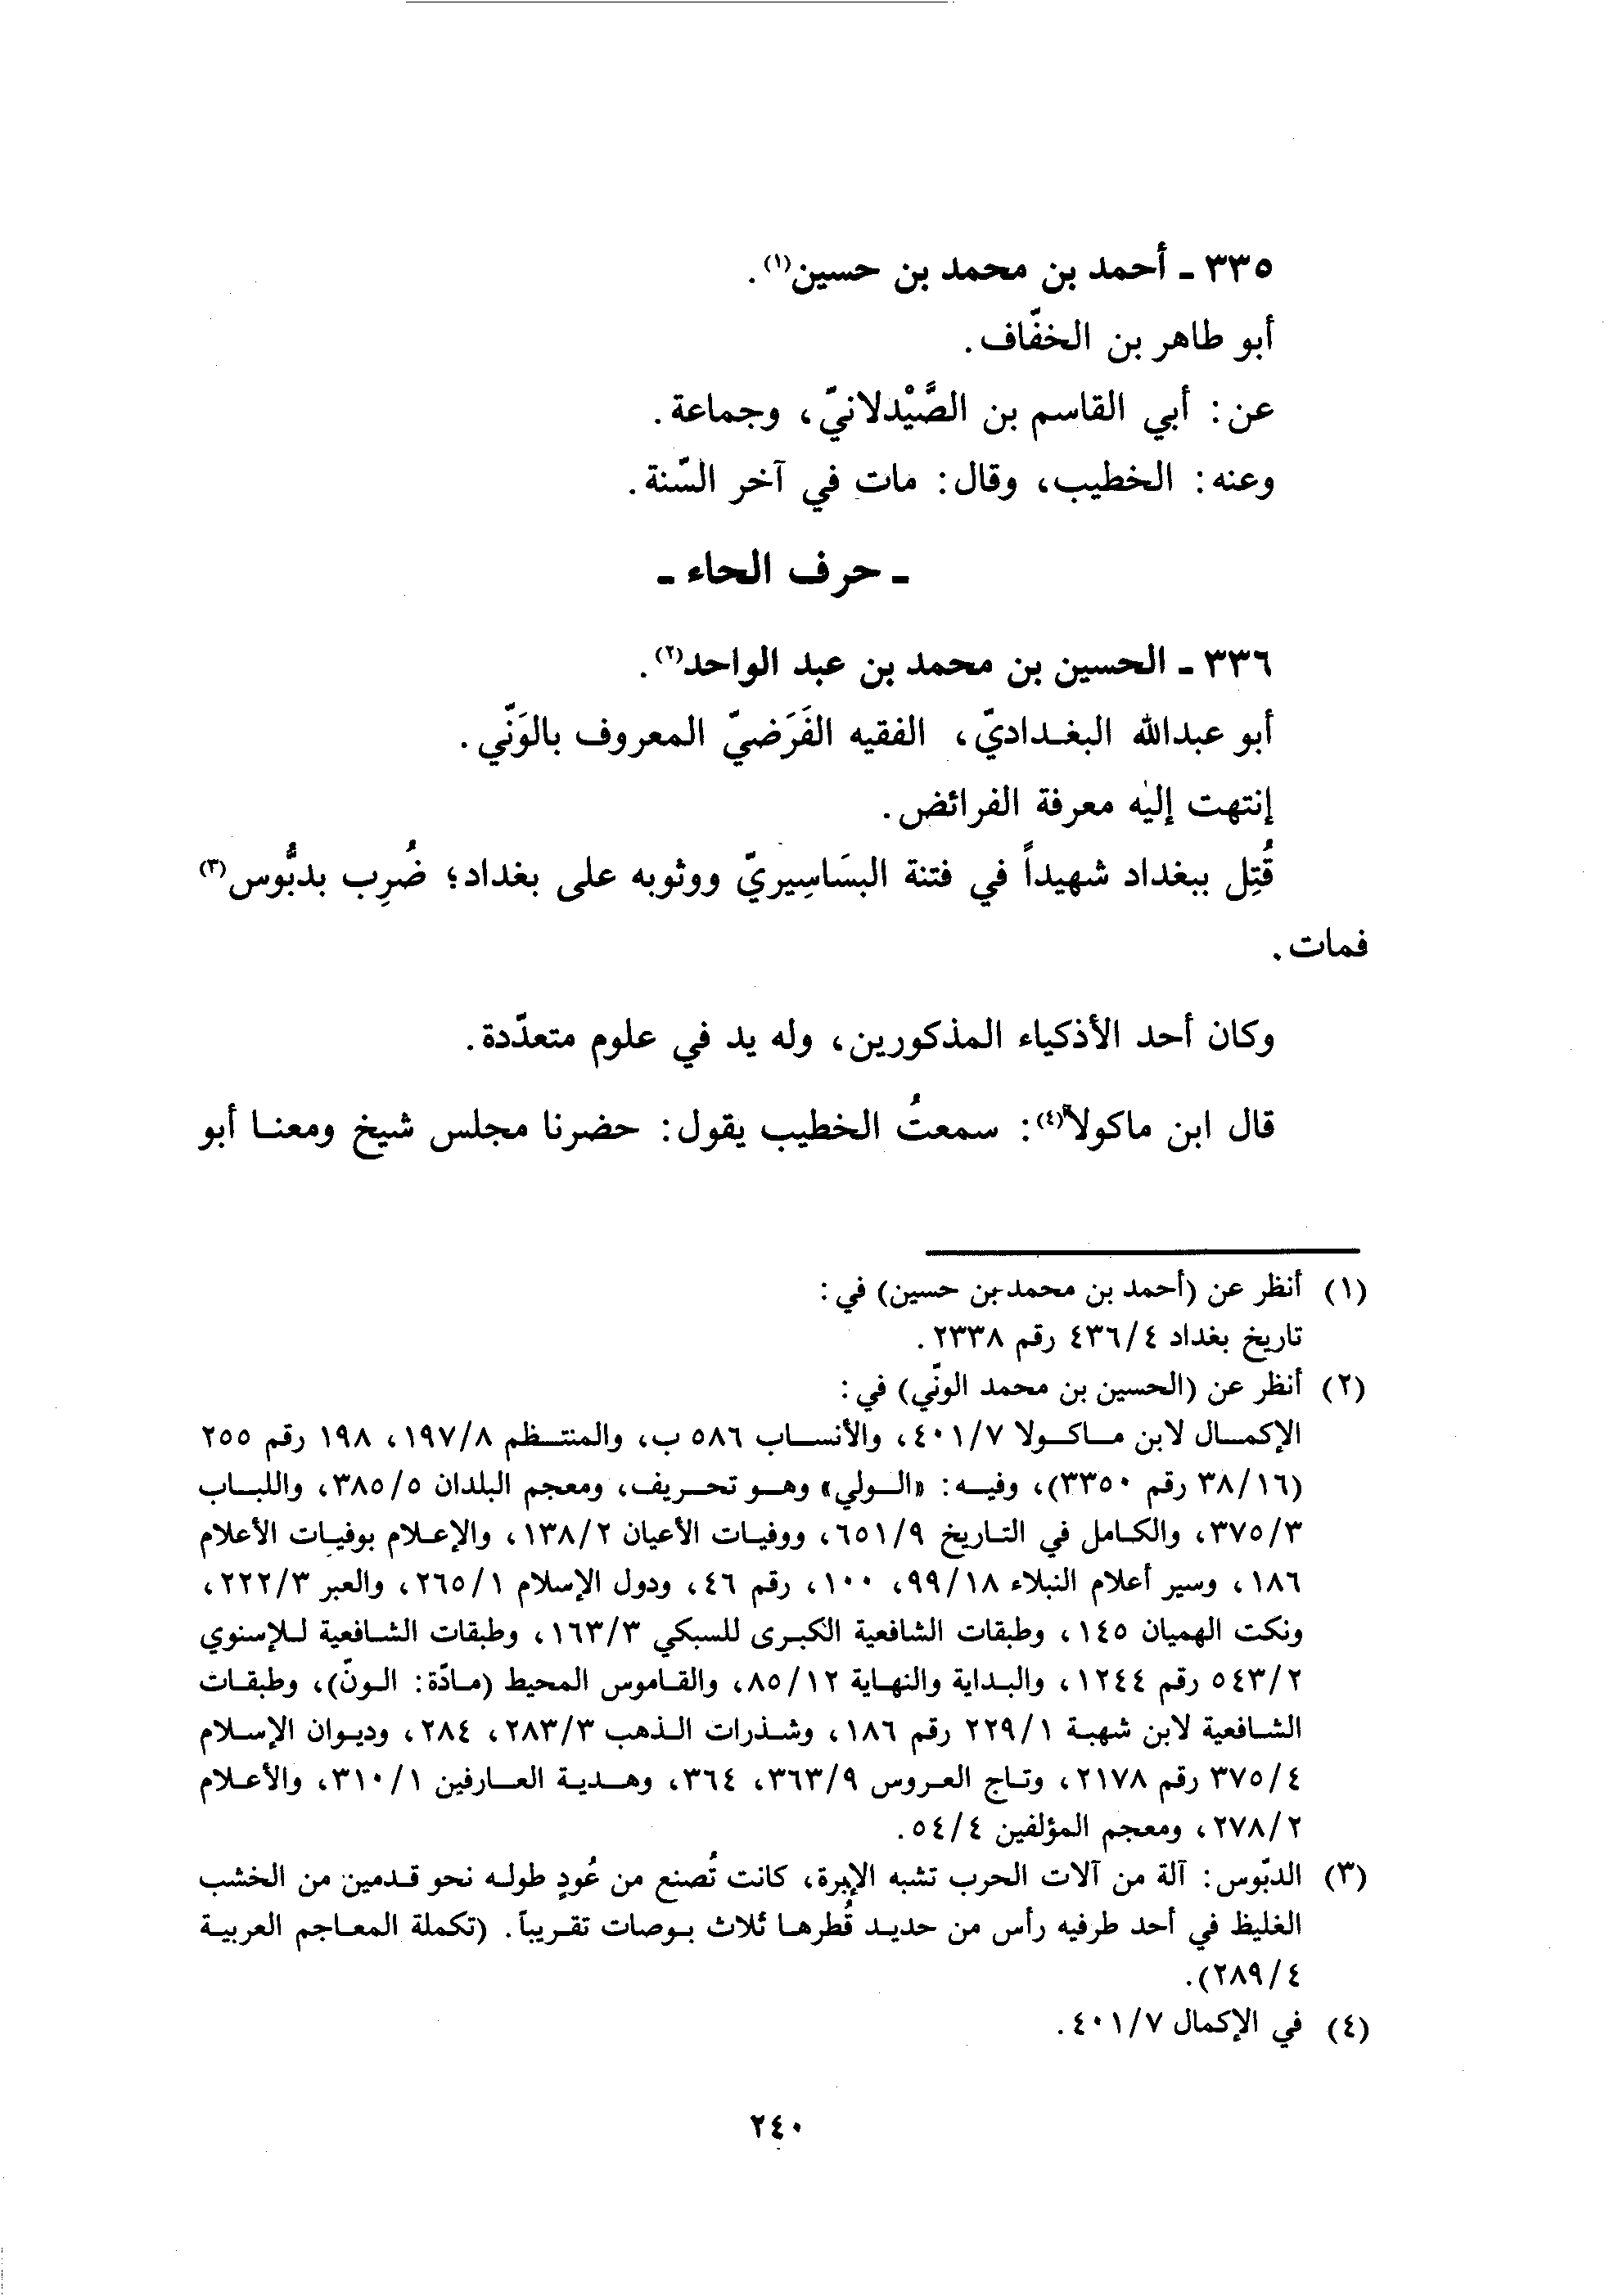 ٣٣٥ ـ أحمد بن محمد بن حسين(١).
أبو طاهر بن الخفّاف.
عن: أبي القاسم بن الصَّيْدلانيّ، وجماعة.
وعنه: الخطيب، وقال: مات في آخر السّنة.
ـ حرف الحاء ـ
٣٣٦ ـ الحسين بن محمد بن عبد الواحد(٢).
أبو عبدالله البغداديّ، الفقيه الفَرَضيّ المعروف بالوَنّي.
إنتهت إليه معرفة الفرائض.
قُتِل ببغداد شهيداً في فتنة البسَاسِيريّ ووثوبه على بغداد؛ ضُرِب بدبُّوس(٣)
فمات.
وكان أحد الأذكياء المذكورين، وله يد في علوم متعدّدة.
قال ابن ماكولا(٤): سمعتُ الخطيب يقول: حضرنا مجلس شيخ ومعنا أبو
(١) أنظر عن (أحمد بن محمد بن حسين) في:
تاريخ بغداد ٤/٤٣٦ رقم ٢٣٣٨.
(٢) أنظر عن (الحسين بن محمد الونّي) في:
الإكمال لابن ماكولا ٧/٤٠١، والأنساب ٥٨٦ ب، والمنتظم ٨/١٩٧، ١٩٨ رقم ٢٥٥
(١٦/٣٨ رقم ٣٣٥٠)، وفيه: «الولي» وهو تحريف، ومعجم البلدان ٥/٣٨٥، واللباب
٣/٣٧٥، والكامل في التاريخ ٩/٦٥١، ووفيات الأعيان ٢/١٣٨، والإعلام بوفيات الأعلام
١٨٦، وسير أعلام النبلاء ١٨/٩٩، ١٠٠، رقم ٤٦، ودول الإسلام ١/٢٦٥، والعبر ٣/٢٢٢،
ونكت الهميان ١٤٥، وطبقات الشافعية الكبرى للسبكي ٣/١٦٣، وطبقات الشافعية للإسنوي
٢/٥٤٣ رقم ١٢٤٤، والبداية والنهاية ١٢/٨٥، والقاموس المحيط (مادّة: الونّ)، وطبقات
الشافعية لابن شهبة ١/٢٢٩ رقم ١٨٦، وشذرات الذهب ٣/٢٨٣، ٢٨٤، وديوان الإسلام
٤/٣٧٥ رقم ٢١٧٨، وتاج العروس ٩/٣٦٣، ٣٦٤، وهدية العارفين ١/٣١٠، والأعلام
٢/٢٧٨، ومعجم المؤلفين ٤/٥٤.
(٣) الدبّوس: آلة من آلات الحرب تشبه الإبرة، كانت تُصنع من عُودٍ طوله نحو قدمين من الخشب
الغليظ في أحد طرفيه رأس من حديد قُطرها ثلاث بوصات تقريباً. (تكملة المعاجم العربية
٤/٢٨٩).
(٤) في الإكمال ٧/٤٠١.
٢٤٠